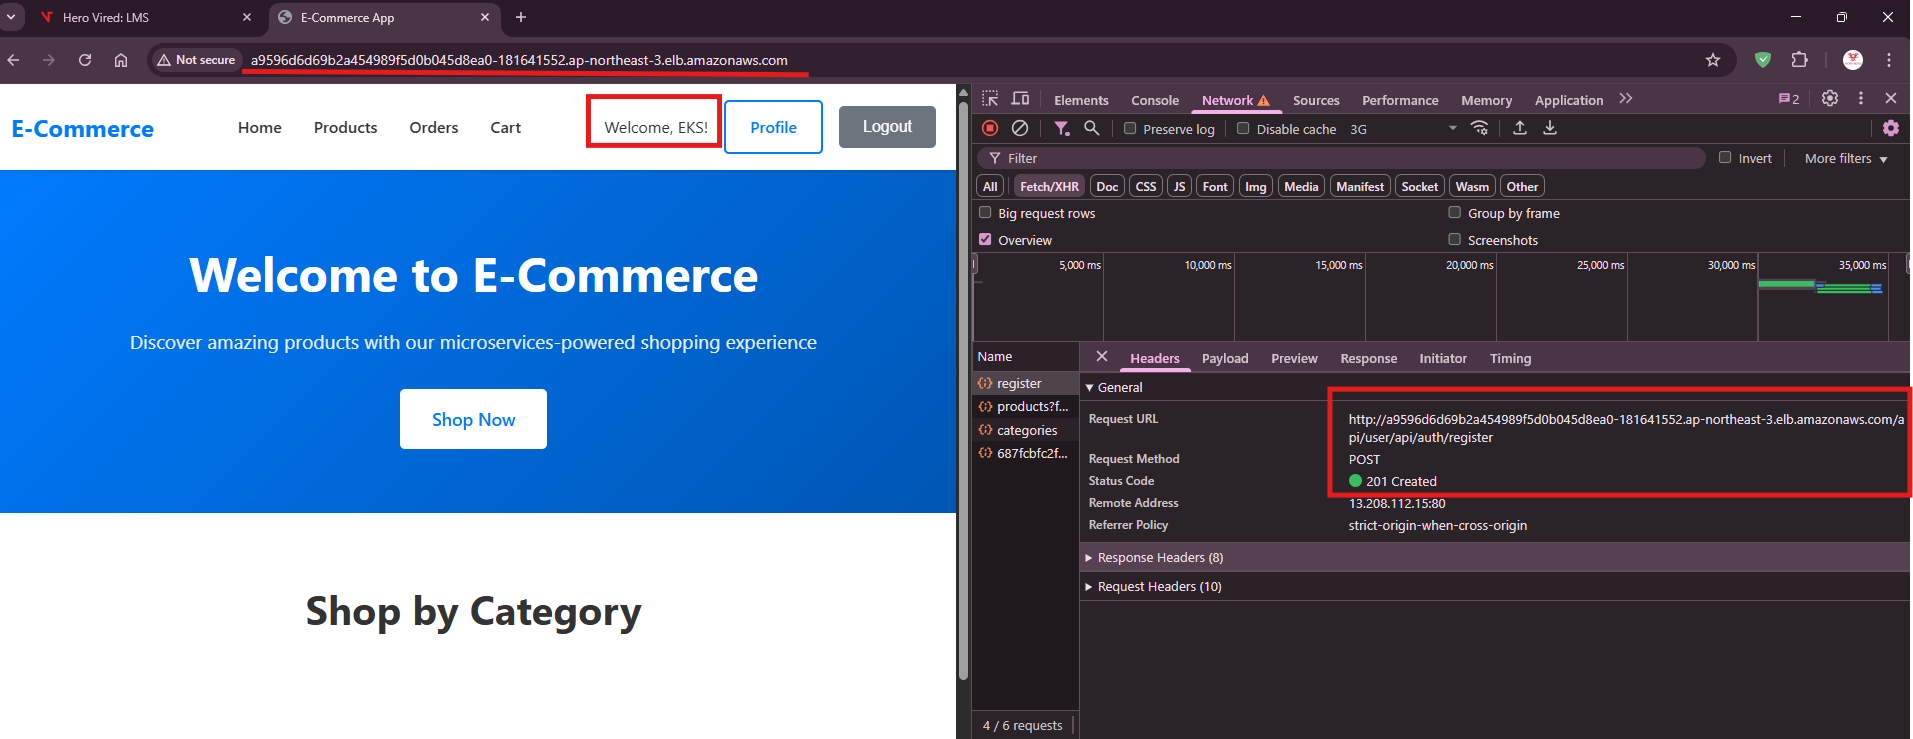 Hero Vired: LMS
E-Commerce App
Not secure
a9596d6d69b2a454989f5d0b045d8ea0-181641552.ap-northeast-3.elb.amazonaws.com
E-Commerce
Home
Products
Orders
Cart
Welcome, EKS!
Profile
Logout
Welcome to E-Commerce
Discover amazing products with our microservices-powered shopping experience
Shop Now
Shop by Category
Elements
Console
Network
Sources
Performance
Memory
Application
2
Preserve log
Disable cache
3G
Filter
Invert
More filters
All
Fetch/XHR
Doc
CSS
JS
Font
Img
Media
Manifest
Socket
Wasm
Other
Big request rows
Group by frame
Overview
Screenshots
5,000 ms
10,000 ms
15,000 ms
20,000 ms
25,000 ms
30,000 ms
35,000 ms
Name
Headers
Payload
Preview
Response
Initiator
Timing
register
products?f...
categories
687fcbfc2f...
General
Request URL
http://a9596d6d69b2a454989f5d0b045d8ea0-181641552.ap-northeast-3.elb.amazonaws.com/a
pi/user/api/auth/register
Request Method
POST
Status Code
201 Created
Remote Address
13.208.112.15:80
Referrer Policy
strict-origin-when-cross-origin
Response Headers (8)
Request Headers (10)
4 / 6 requests